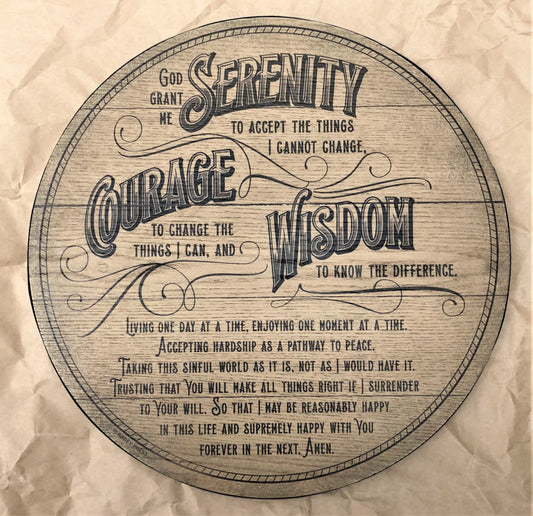 God
grant
me
Serenity
to accept the things
I cannot change,
Courage
to change the
things I can, and
Wisdom
to know the difference.
Living one day at a time, enjoying one moment at a time.
Accepting hardship as a pathway to peace.
Taking this sinful world as it is, not as I would have it.
Trusting that You will make all things right if I surrender
to Your will. So that I may be reasonably happy
in this life and supremely happy with You
forever in the next. Amen.